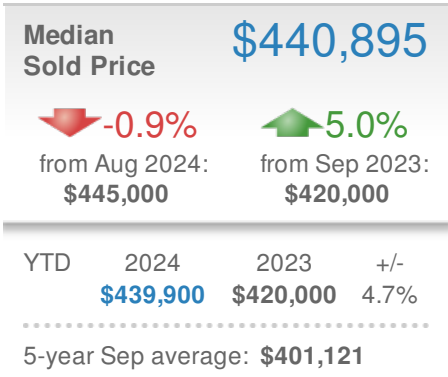 Median $440,895
Sold Price
-0.9% 5.0%
from Aug 2024: from Sep 2023:
$445,000 $420,000
YTD 2024 2023 +/-
$439,900 $420,000 4.7%
5-year Sep average: $401,121